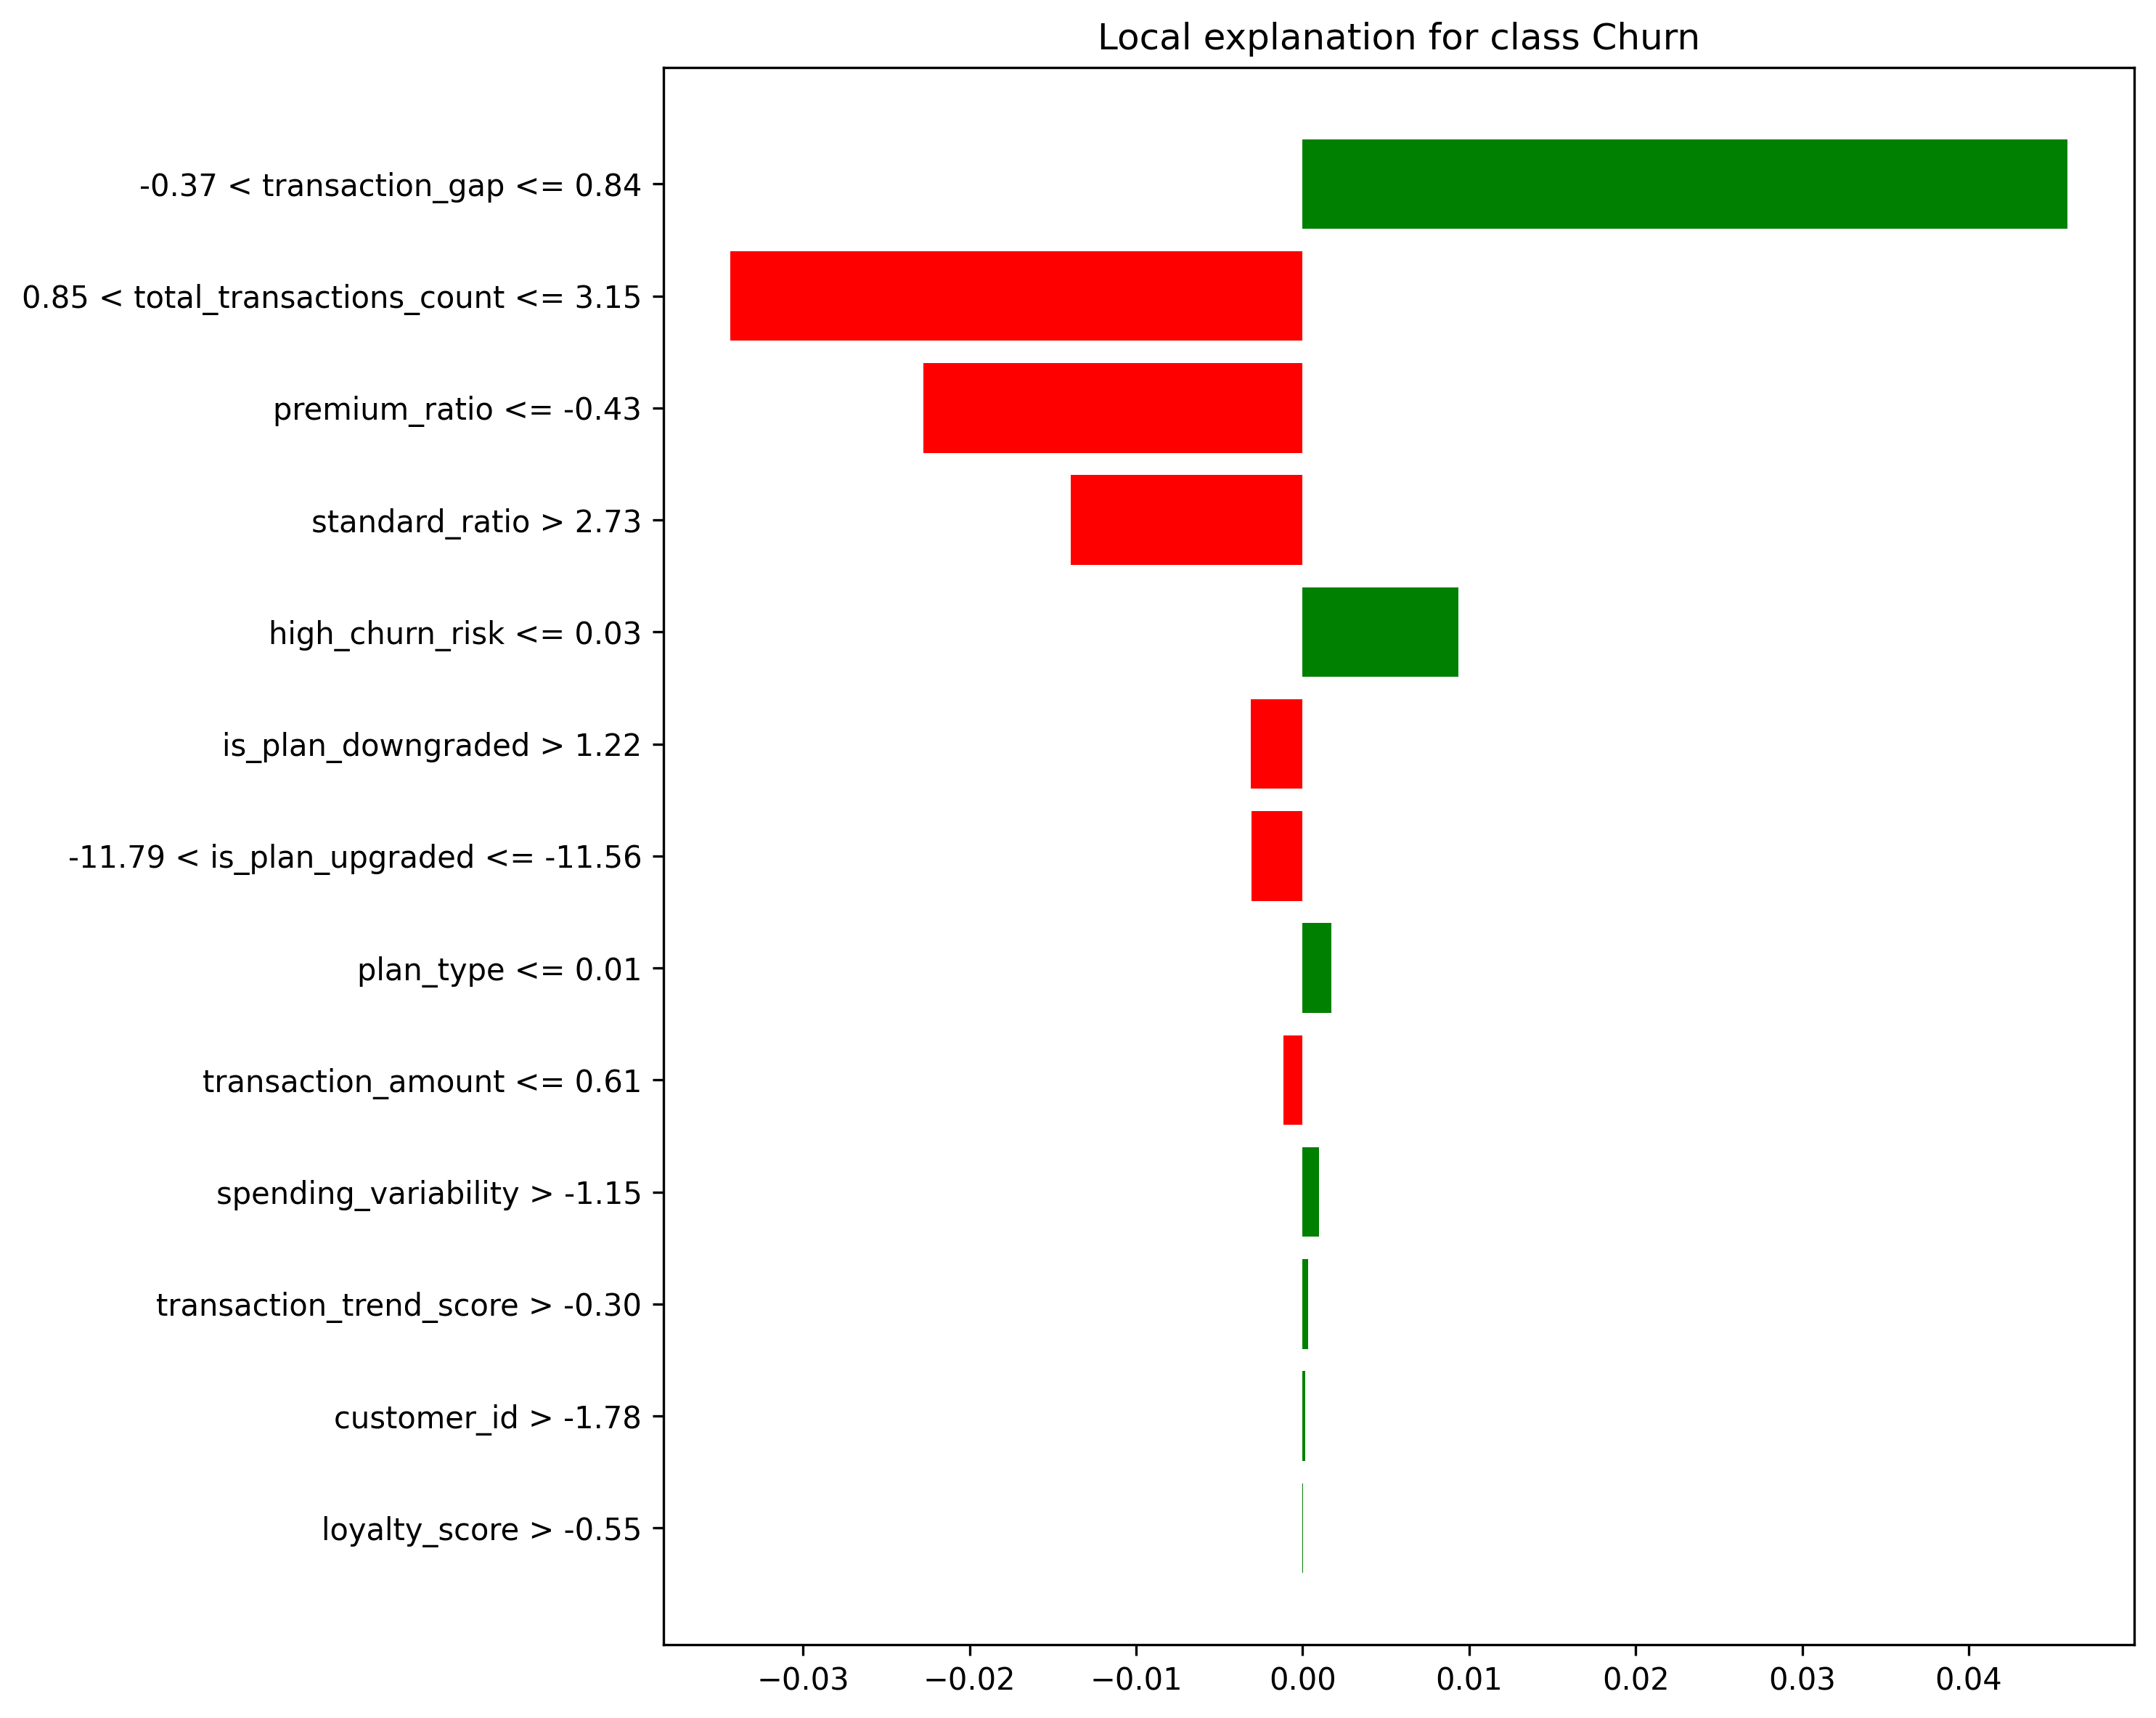 Local explanation for class Churn
-0.37 < transaction_gap <= 0.84
0.85 < total_transactions_count <= 3.15
premium_ratio <= -0.43
standard_ratio > 2.73
high_churn_risk <= 0.03
is_plan_downgraded > 1.22
-11.79 < is_plan_upgraded <= -11.56
plan_type <= 0.01
transaction_amount <= 0.61
spending_variability > -1.15
transaction_trend_score > -0.30
customer_id > -1.78
loyalty_score > -0.55
−0.03 −0.02 −0.01 0.00 0.01 0.02 0.03 0.04